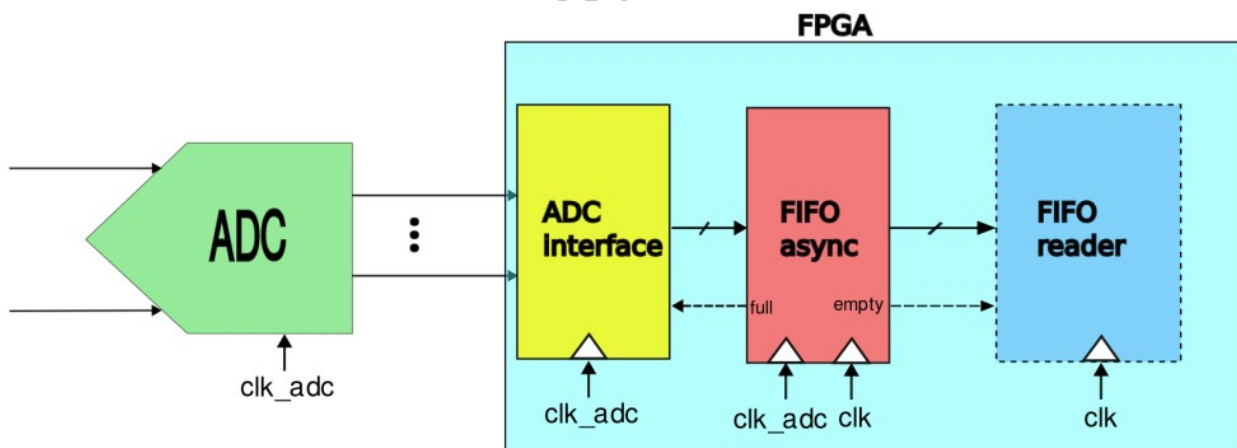 FPGA
ADC
ADC
interface
FIFO
async
FIFO
reader
full
empty
clk_adc
clk_adc
clk_adc
clk
clk